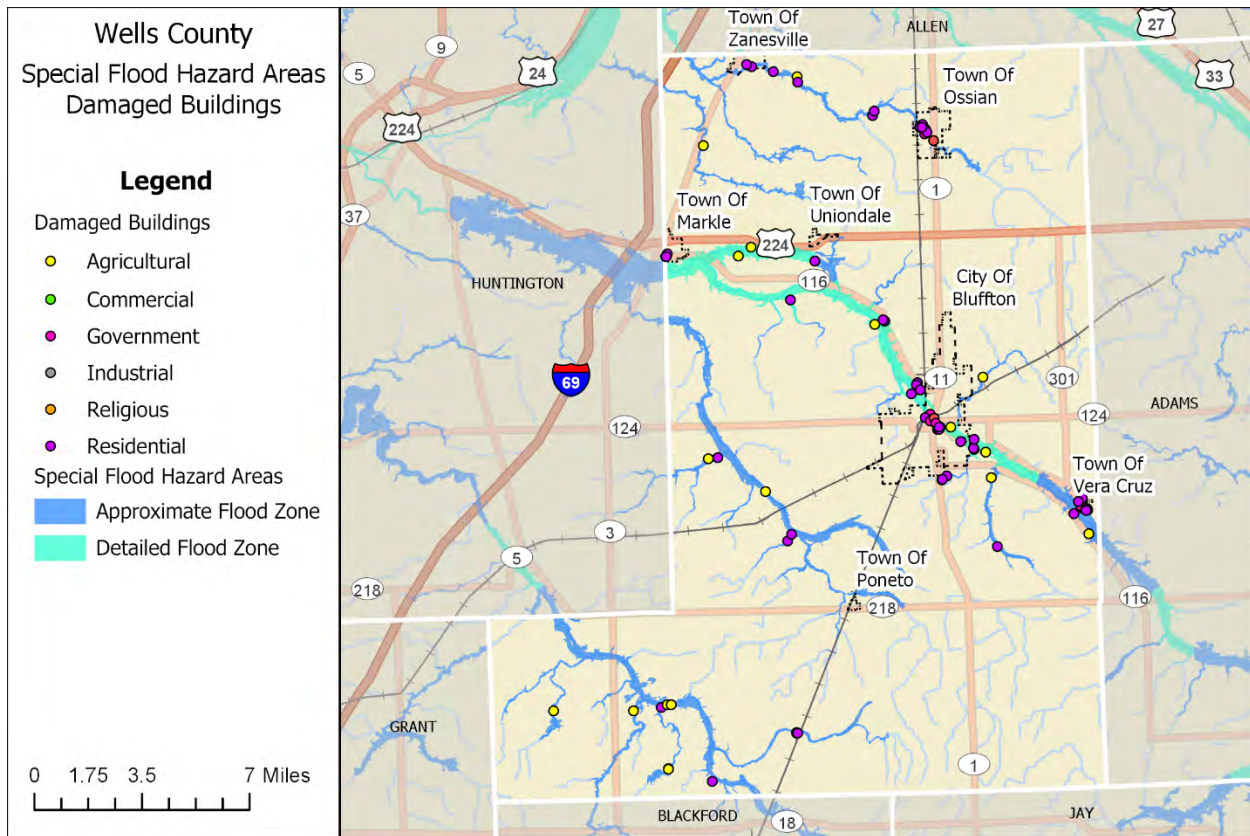 Wells County
Special Flood Hazard Areas
Damaged Buildings
Legend
Damaged Buildings
Agricultural
Commercial
Government
Industrial
Religious
Residential
Special Flood Hazard Areas
Approximate Flood Zone
Detailed Flood Zone
0 1.75 3.5 7 Miles
Town Of
Zanesville
ALLEN
27
9
5
24
33
Town Of
Ossian
224
1
37
Town Of
Markle
Town Of
Uniondale
224
HUNTINGTON
116
City Of
Bluffton
69
11
301
124
124
ADAMS
Town Of
Vera Cruz
3
5
Town Of
Poneto
218
218
116
GRANT
1
BLACKFORD
18
JAY